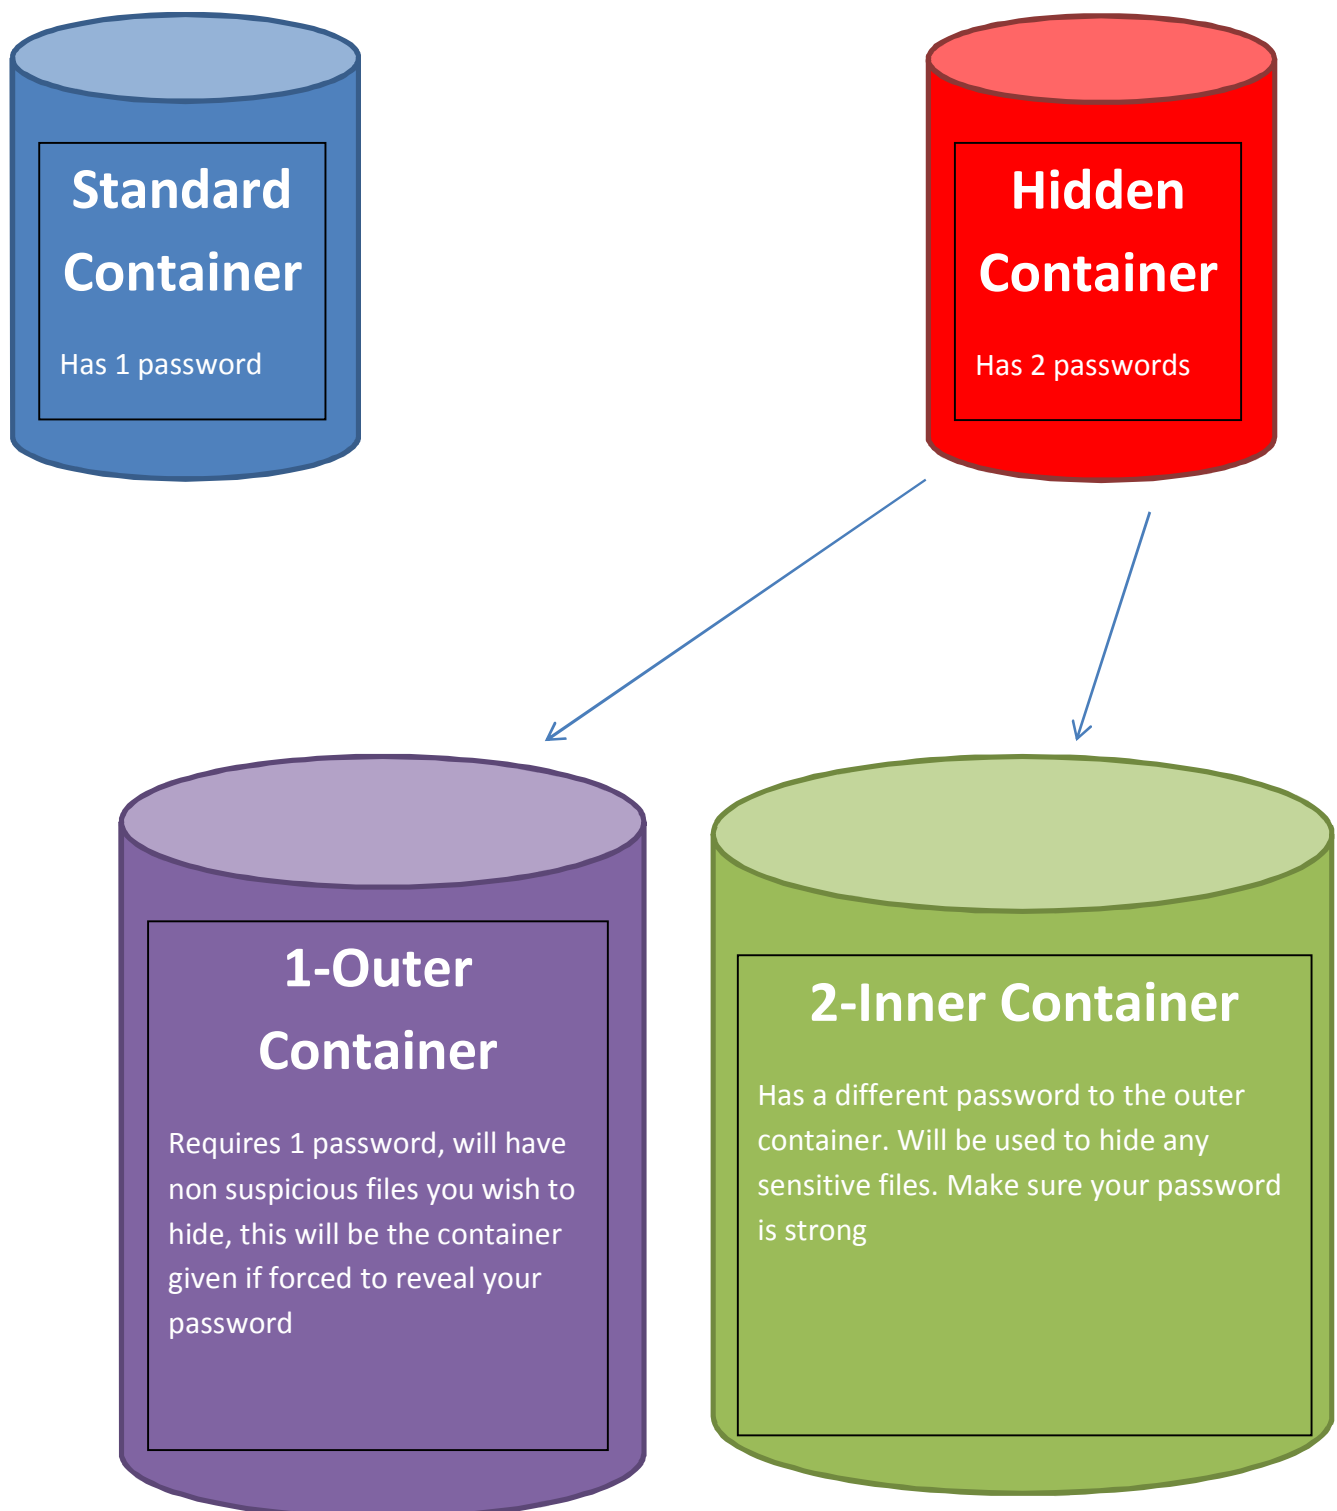 Standard
Container
Has 1 password
Hidden
Container
Has 2 passwords
1-Outer
Container
Requires 1 password, will have
non suspicious files you wish to
hide, this will be the container
given if forced to reveal your
password
2-Inner Container
Has a different password to the outer
container. Will be used to hide any
sensitive files. Make sure your password
is strong